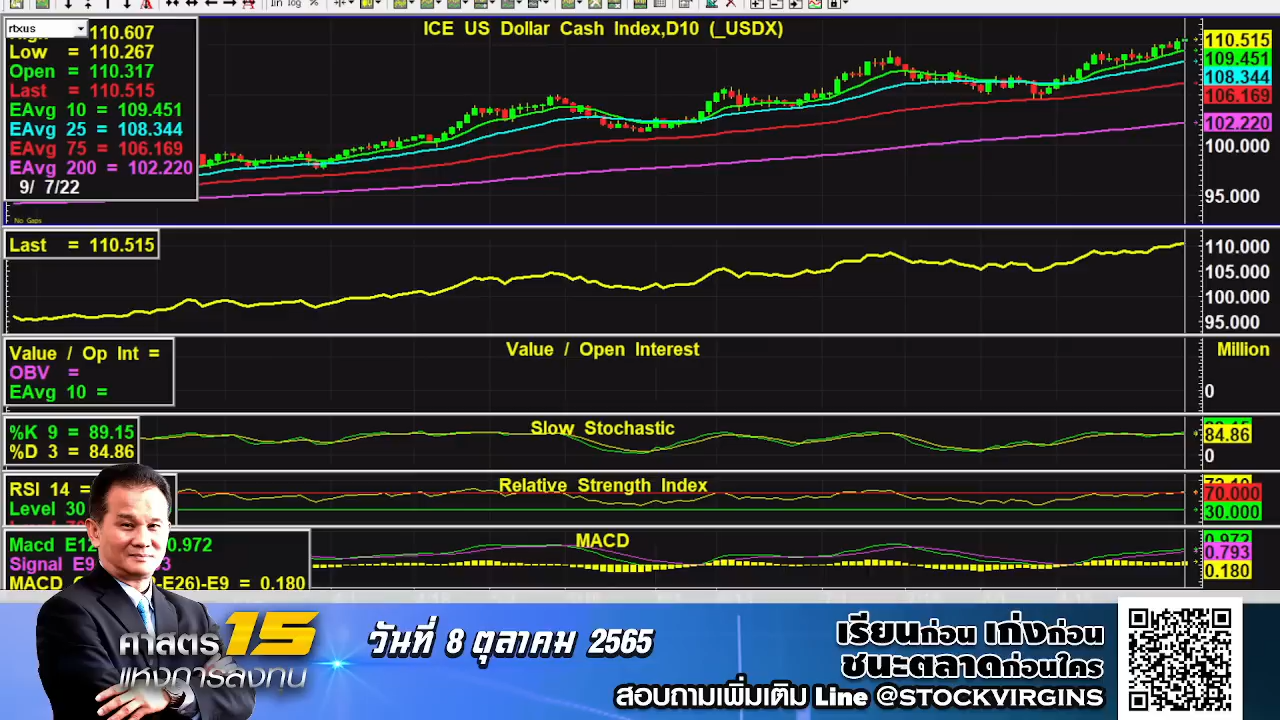 rtxus
ICE US Dollar Cash Index,D10 (_USDX)
= 110.607
Low = 110.267
Open = 110.317
Last = 110.515
EAvg 10 = 109.451
EAvg 25 = 108.344
EAvg 75 = 106.169
EAvg 200 = 102.220
9/ 7/22
No Gaps
110.515
109.451
108.344
106.169
102.220
100.000
95.000
Last = 110.515
110.000
105.000
100.000
95.000
Value / Op Int =
OBV =
EAvg 10 =
Value / Open Interest
Million
0
%K 9 = 89.15
%D 3 = 84.86
Slow Stochastic
84.86
0
RSI 14 =
Level 30
Relative Strength Index
70.000
30.000
Macd E12 0.972
Signal E9
MACD -E26)-E9 = 0.180
MACD
0.972
0.793
0.180
ศาสตร์ 15
แห่งการลงทุน
วันที่ 8 ตุลาคม 2565
เรียนก่อน เก่งก่อน
ชนะตลาดก่อนใคร
สอบถามเพิ่มเติม Line @STOCKVIRGINS